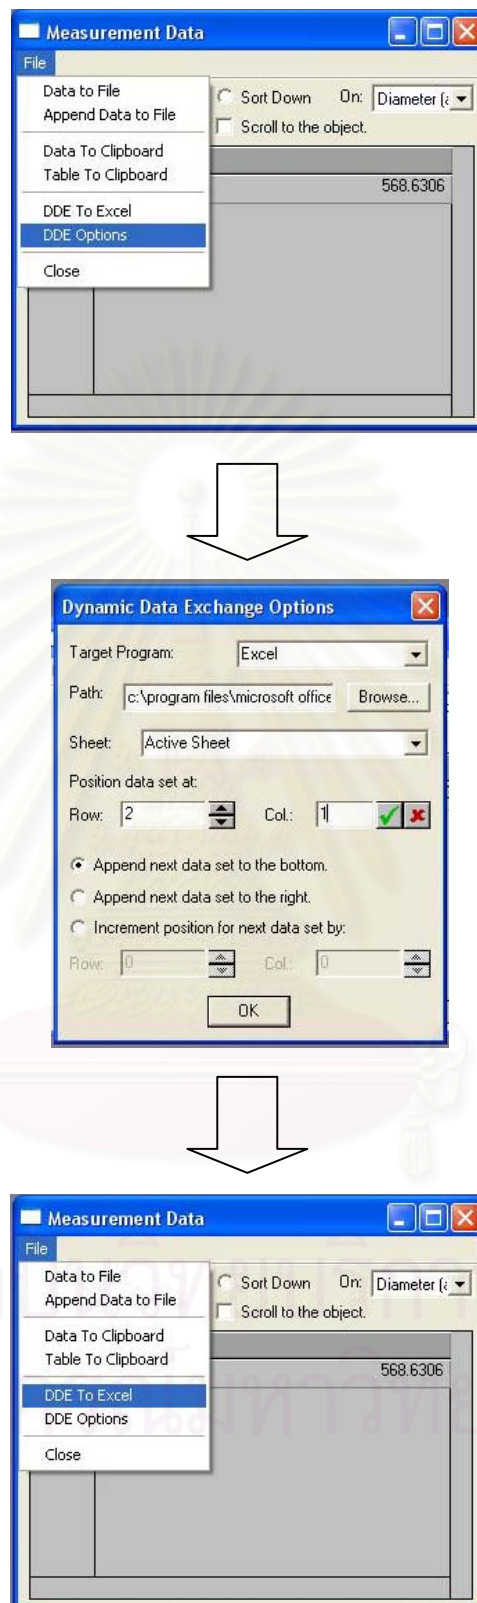 Measurement Data
File
Data to File
Append Data to File
Data To Clipboard
Table To Clipboard
DDE To Excel
DDE Options
Close
Sort Down On: Diameter (
Scroll to the object.
568.6306
Dynamic Data Exchange Options
Target Program: Excel
Path: c:\program files\microsoft office Browse...
Sheet: Active Sheet
Position data set at:
Row: 2 Col.: 1
Append next data set to the bottom.
Append next data set to the right.
Increment position for next data set by:
Row: 0 Col.: 0
OK
Measurement Data
File
Data to File
Append Data to File
Data To Clipboard
Table To Clipboard
DDE To Excel
DDE Options
Close
Sort Down On: Diameter (
Scroll to the object.
568.6306